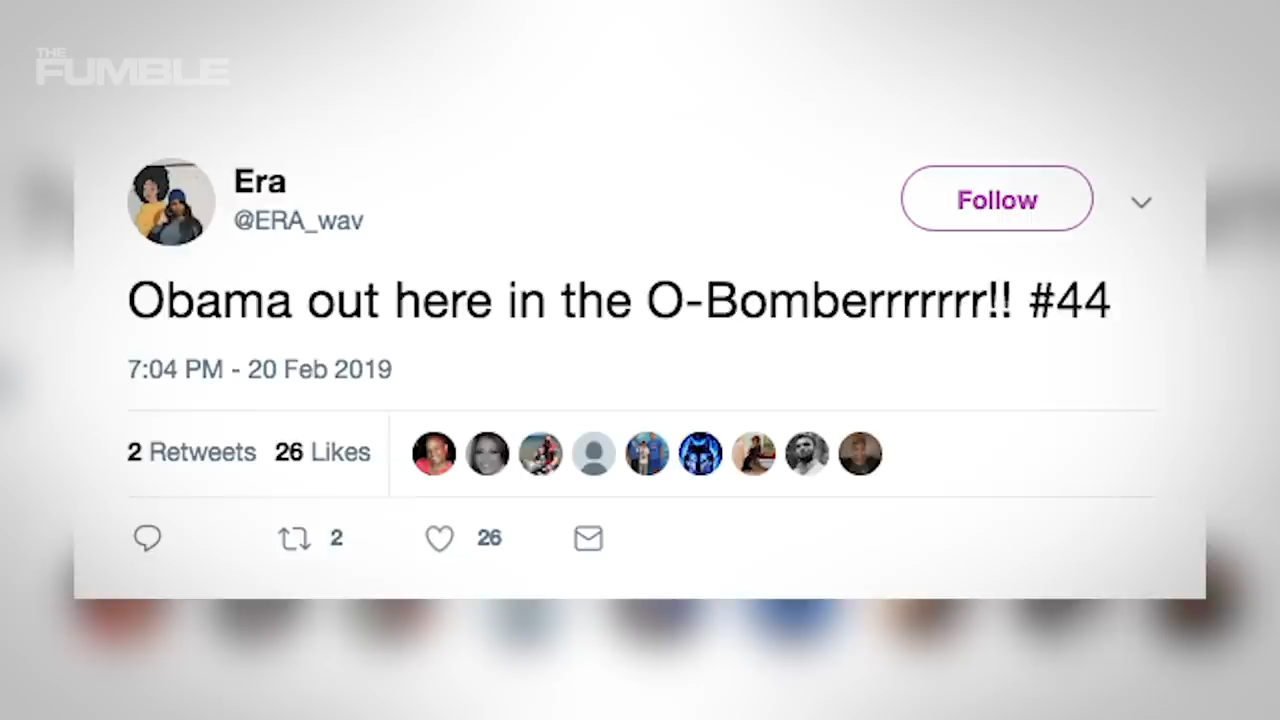 THE
FUMBLE
Era
@ERA_wav
Follow
Obama out here in the O-Bomberrrrrrr!! #44
7:04 PM - 20 Feb 2019
2 Retweets 26 Likes
2 26